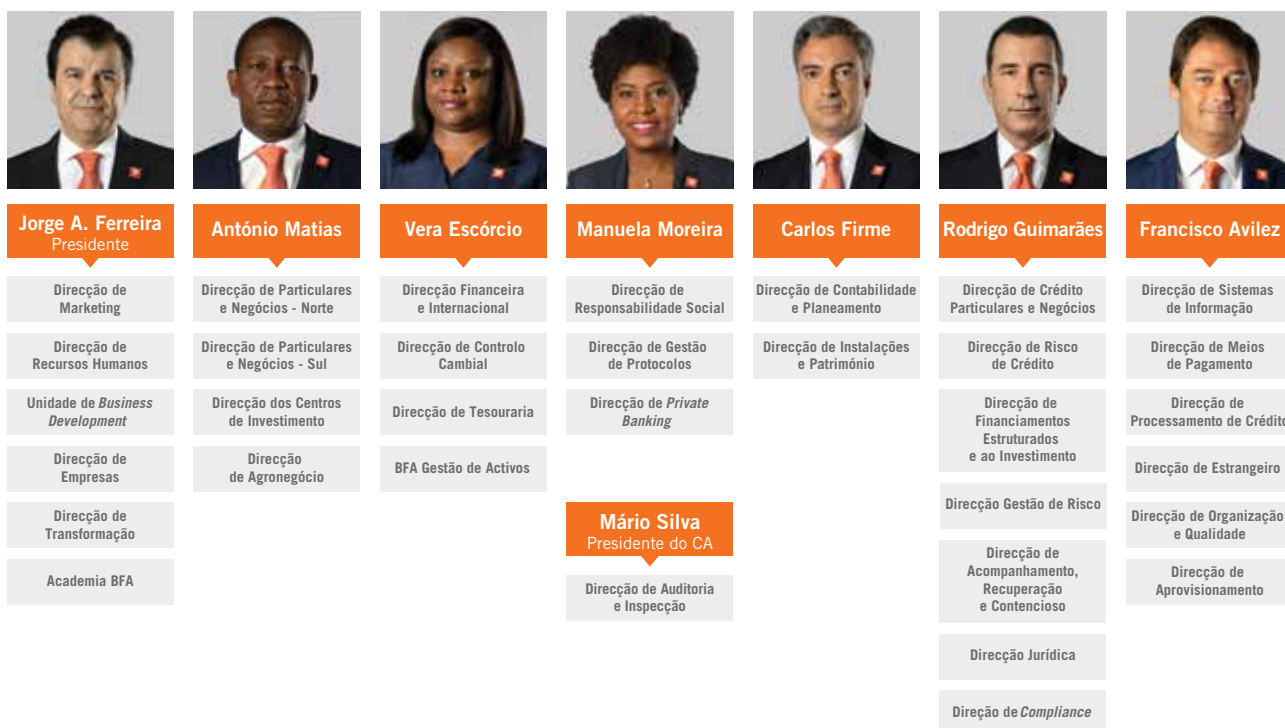 Jorge A. Ferreira
Presidente
Direcção de
Marketing
Direcção de
Recursos Humanos
Unidade de Business
Development
Direcção de
Empresas
Direcção de
Transformação
Academia BFA
António Matias
Direcção de Particulares
e Negócios - Norte
Direcção de Particulares
e Negócios - Sul
Direcção dos Centros
de Investimento
Direcção
de Agronegócio
Vera Escórcio
Direcção Financeira
e Internacional
Direcção de Controlo
Cambial
Direcção de Tesouraria
BFA Gestão de Activos
Manuela Moreira
Direcção de
Responsabilidade Social
Direcção de Gestão
de Protocolos
Direcção de Private
Banking
Mário Silva
Presidente do CA
Direcção de Auditoria
e Inspecção
Carlos Firme
Direcção de Contabilidade
e Planeamento
Direcção de Instalações
e Património
Rodrigo Guimarães
Direcção de Crédito
Particulares e Negócios
Direcção de Risco
de Crédito
Direcção de
Financiamentos
Estruturados
e ao Investimento
Direcção Gestão de Risco
Direcção de
Acompanhamento,
Recuperação
e Contencioso
Direcção Jurídica
Direção de Compliance
Francisco Avilez
Direcção de Sistemas
de Informação
Direcção de Meios
de Pagamento
Direcção de
Processamento de Crédito
Direcção de Estrangeiro
Direcção de Organização
e Qualidade
Direcção de
Aprovisionamento